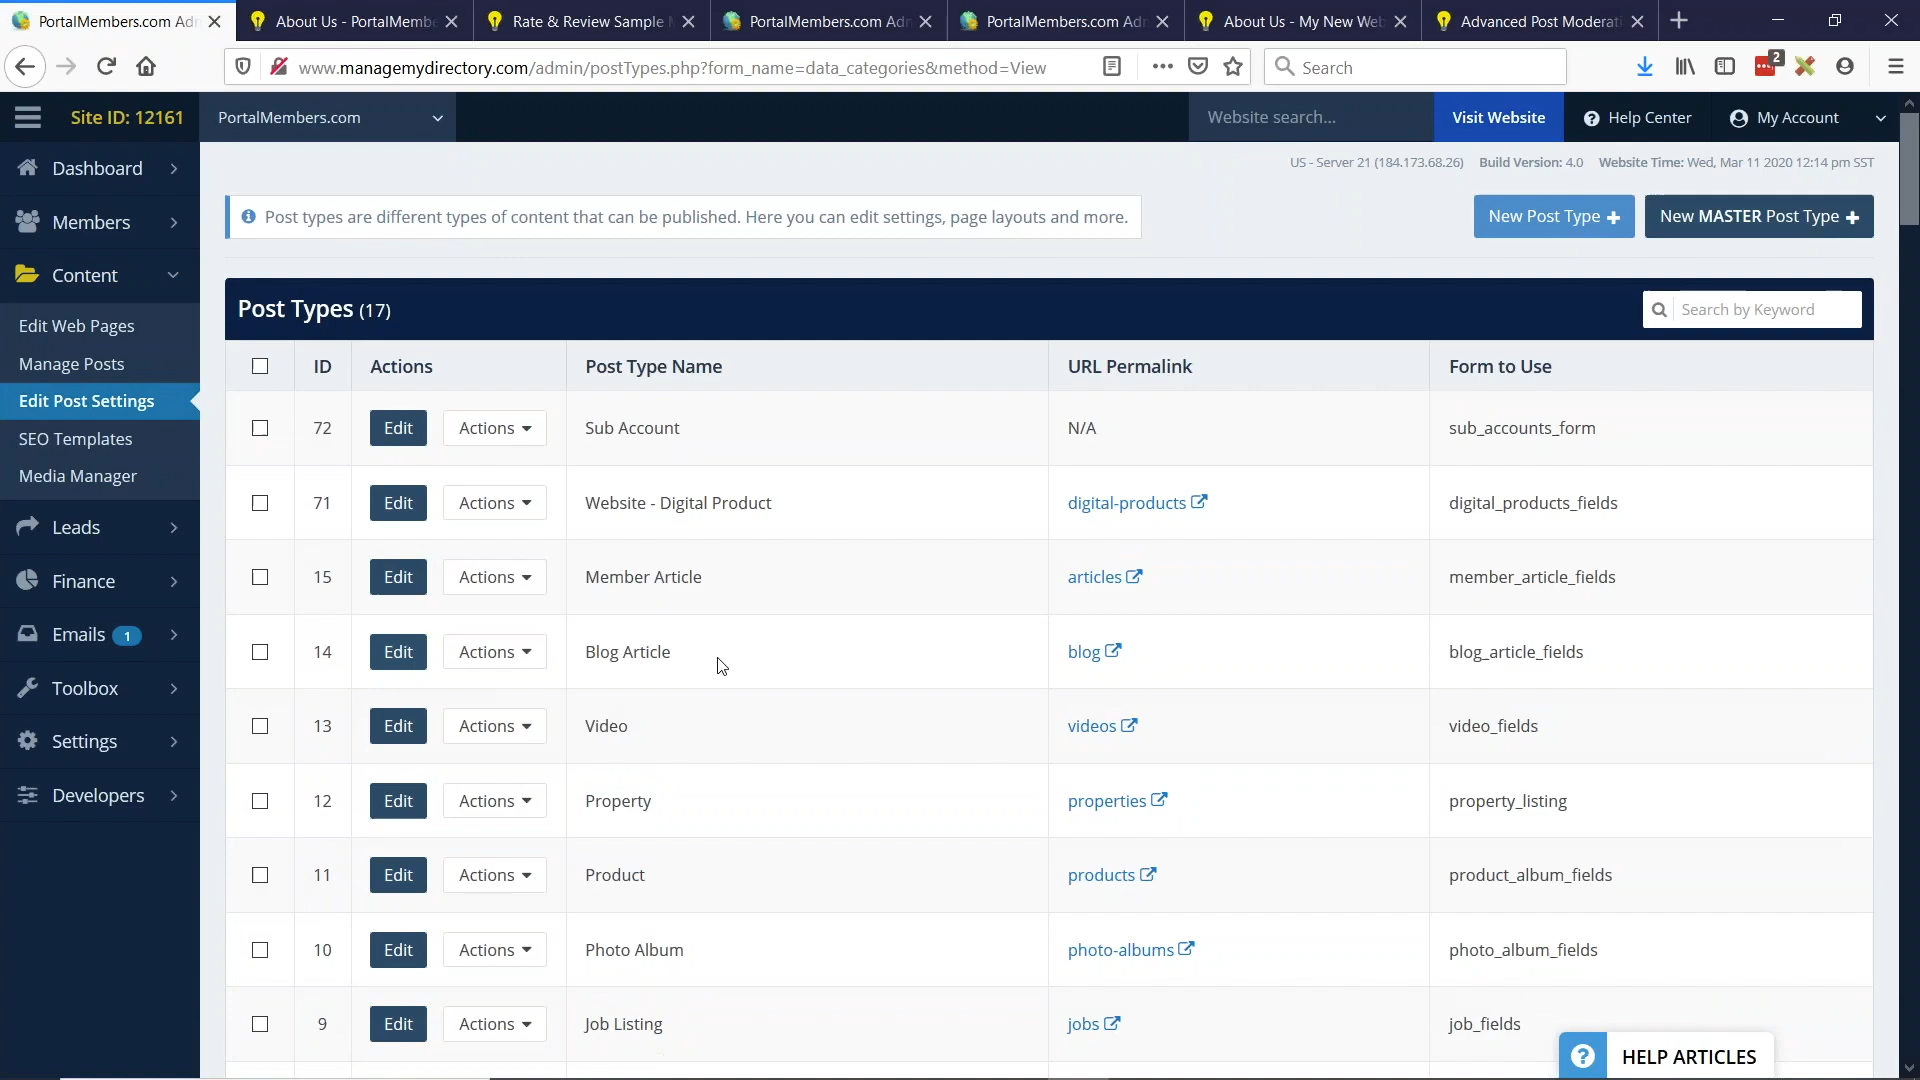 PortalMembers.com Adr
About Us - PortalMembe
Rate & Review Sample
PortalMembers.com Adr
PortalMembers.com Adr
About Us - My New Web
Advanced Post Moderati
www.managemydirectory.com/admin/postTypes.php?form_name=data_categories&method=View
Search
2
Site ID: 12161
PortalMembers.com
Website search...
Visit Website
Help Center
My Account
US - Server 21 (184.173.68.26) Build Version: 4.0 Website Time: Wed, Mar 11 2020 12:14 pm SST
Dashboard
Members
Content
Edit Web Pages
Manage Posts
Edit Post Settings
SEO Templates
Media Manager
Leads
Finance
Emails 1
Toolbox
Settings
Developers
Post types are different types of content that can be published. Here you can edit settings, page layouts and more.
New Post Type
New MASTER Post Type
Post Types (17)
Search by Keyword
ID Actions Post Type Name URL Permalink Form to Use
72 Edit Actions Sub Account N/A sub_accounts_form
71 Edit Actions Website - Digital Product digital-products digital_products_fields
15 Edit Actions Member Article articles member_article_fields
14 Edit Actions Blog Article blog blog_article_fields
13 Edit Actions Video videos video_fields
12 Edit Actions Property properties property_listing
11 Edit Actions Product products product_album_fields
10 Edit Actions Photo Album photo-albums photo_album_fields
9 Edit Actions Job Listing jobs job_fields
? HELP ARTICLES